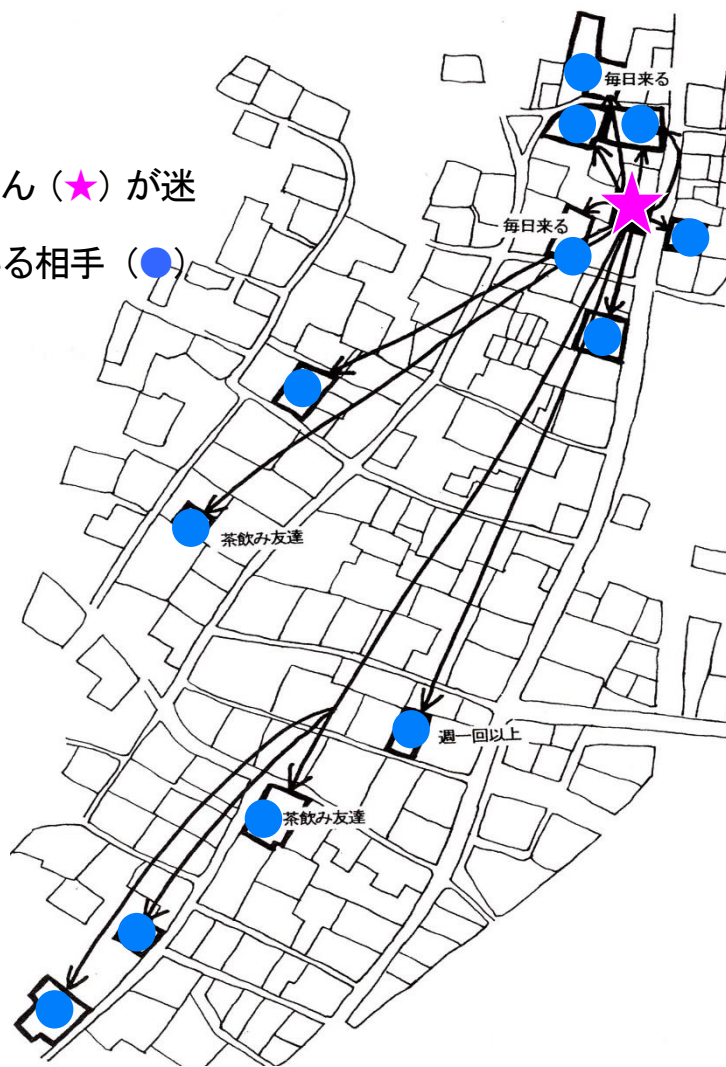 毎日来る
ん（★）が迷
毎日来る
る相手（●）
茶飲み友達
週一回以上
茶飲み友達